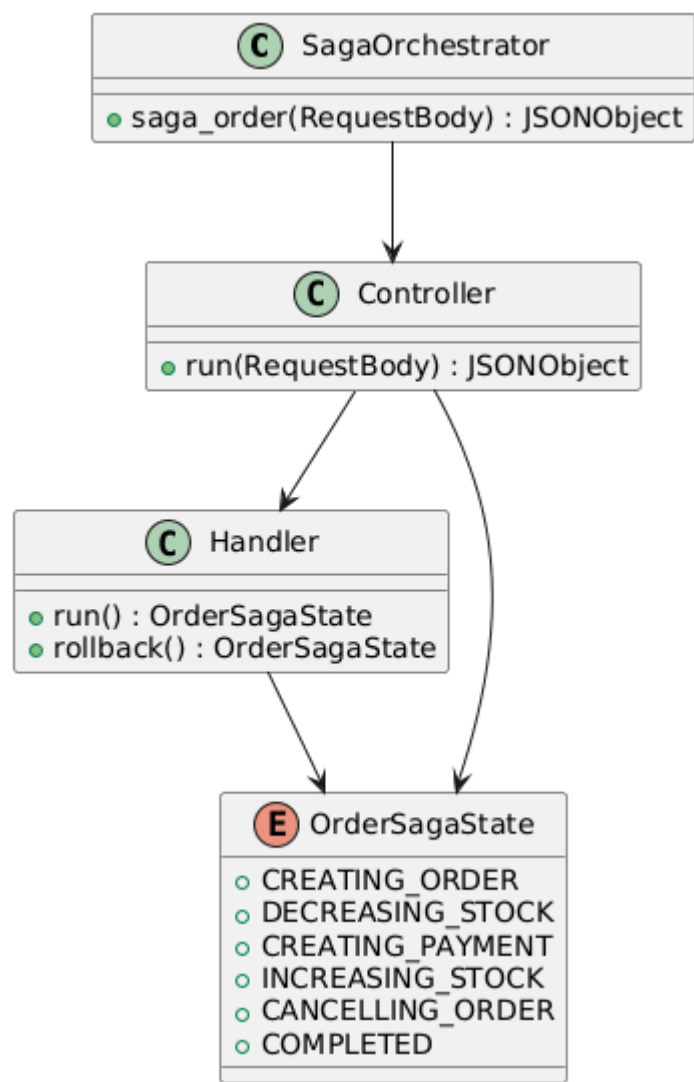 C SagaOrchestrator
saga_order(RequestBody) : JSONObject
C Controller
run(RequestBody) : JSONObject
C Handler
run() : OrderSagaState
rollback() : OrderSagaState
E OrderSagaState
CREATING_ORDER
DECREASING_STOCK
CREATING_PAYMENT
INCREASING_STOCK
CANCELLING_ORDER
COMPLETED